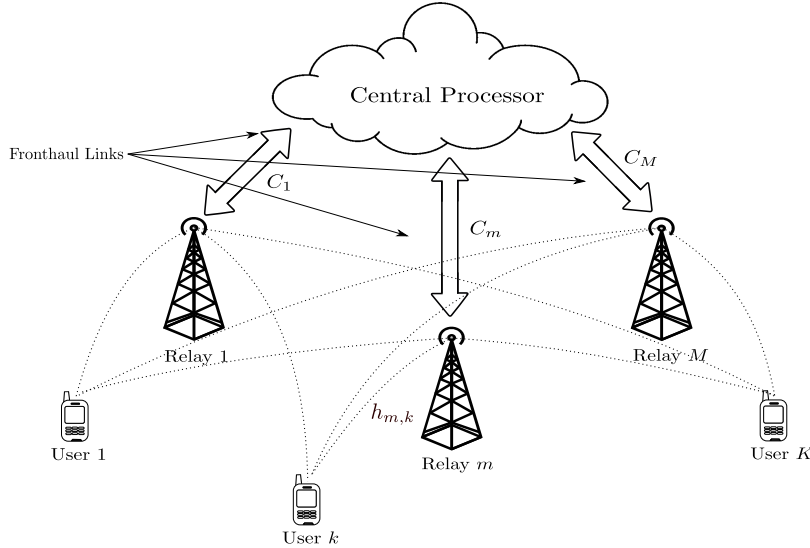 Central Processor
Fronthaul Links
C_M
C_1
C_m
Relay 1
Relay M
h_{m,k}
User 1
Relay m
User K
User k